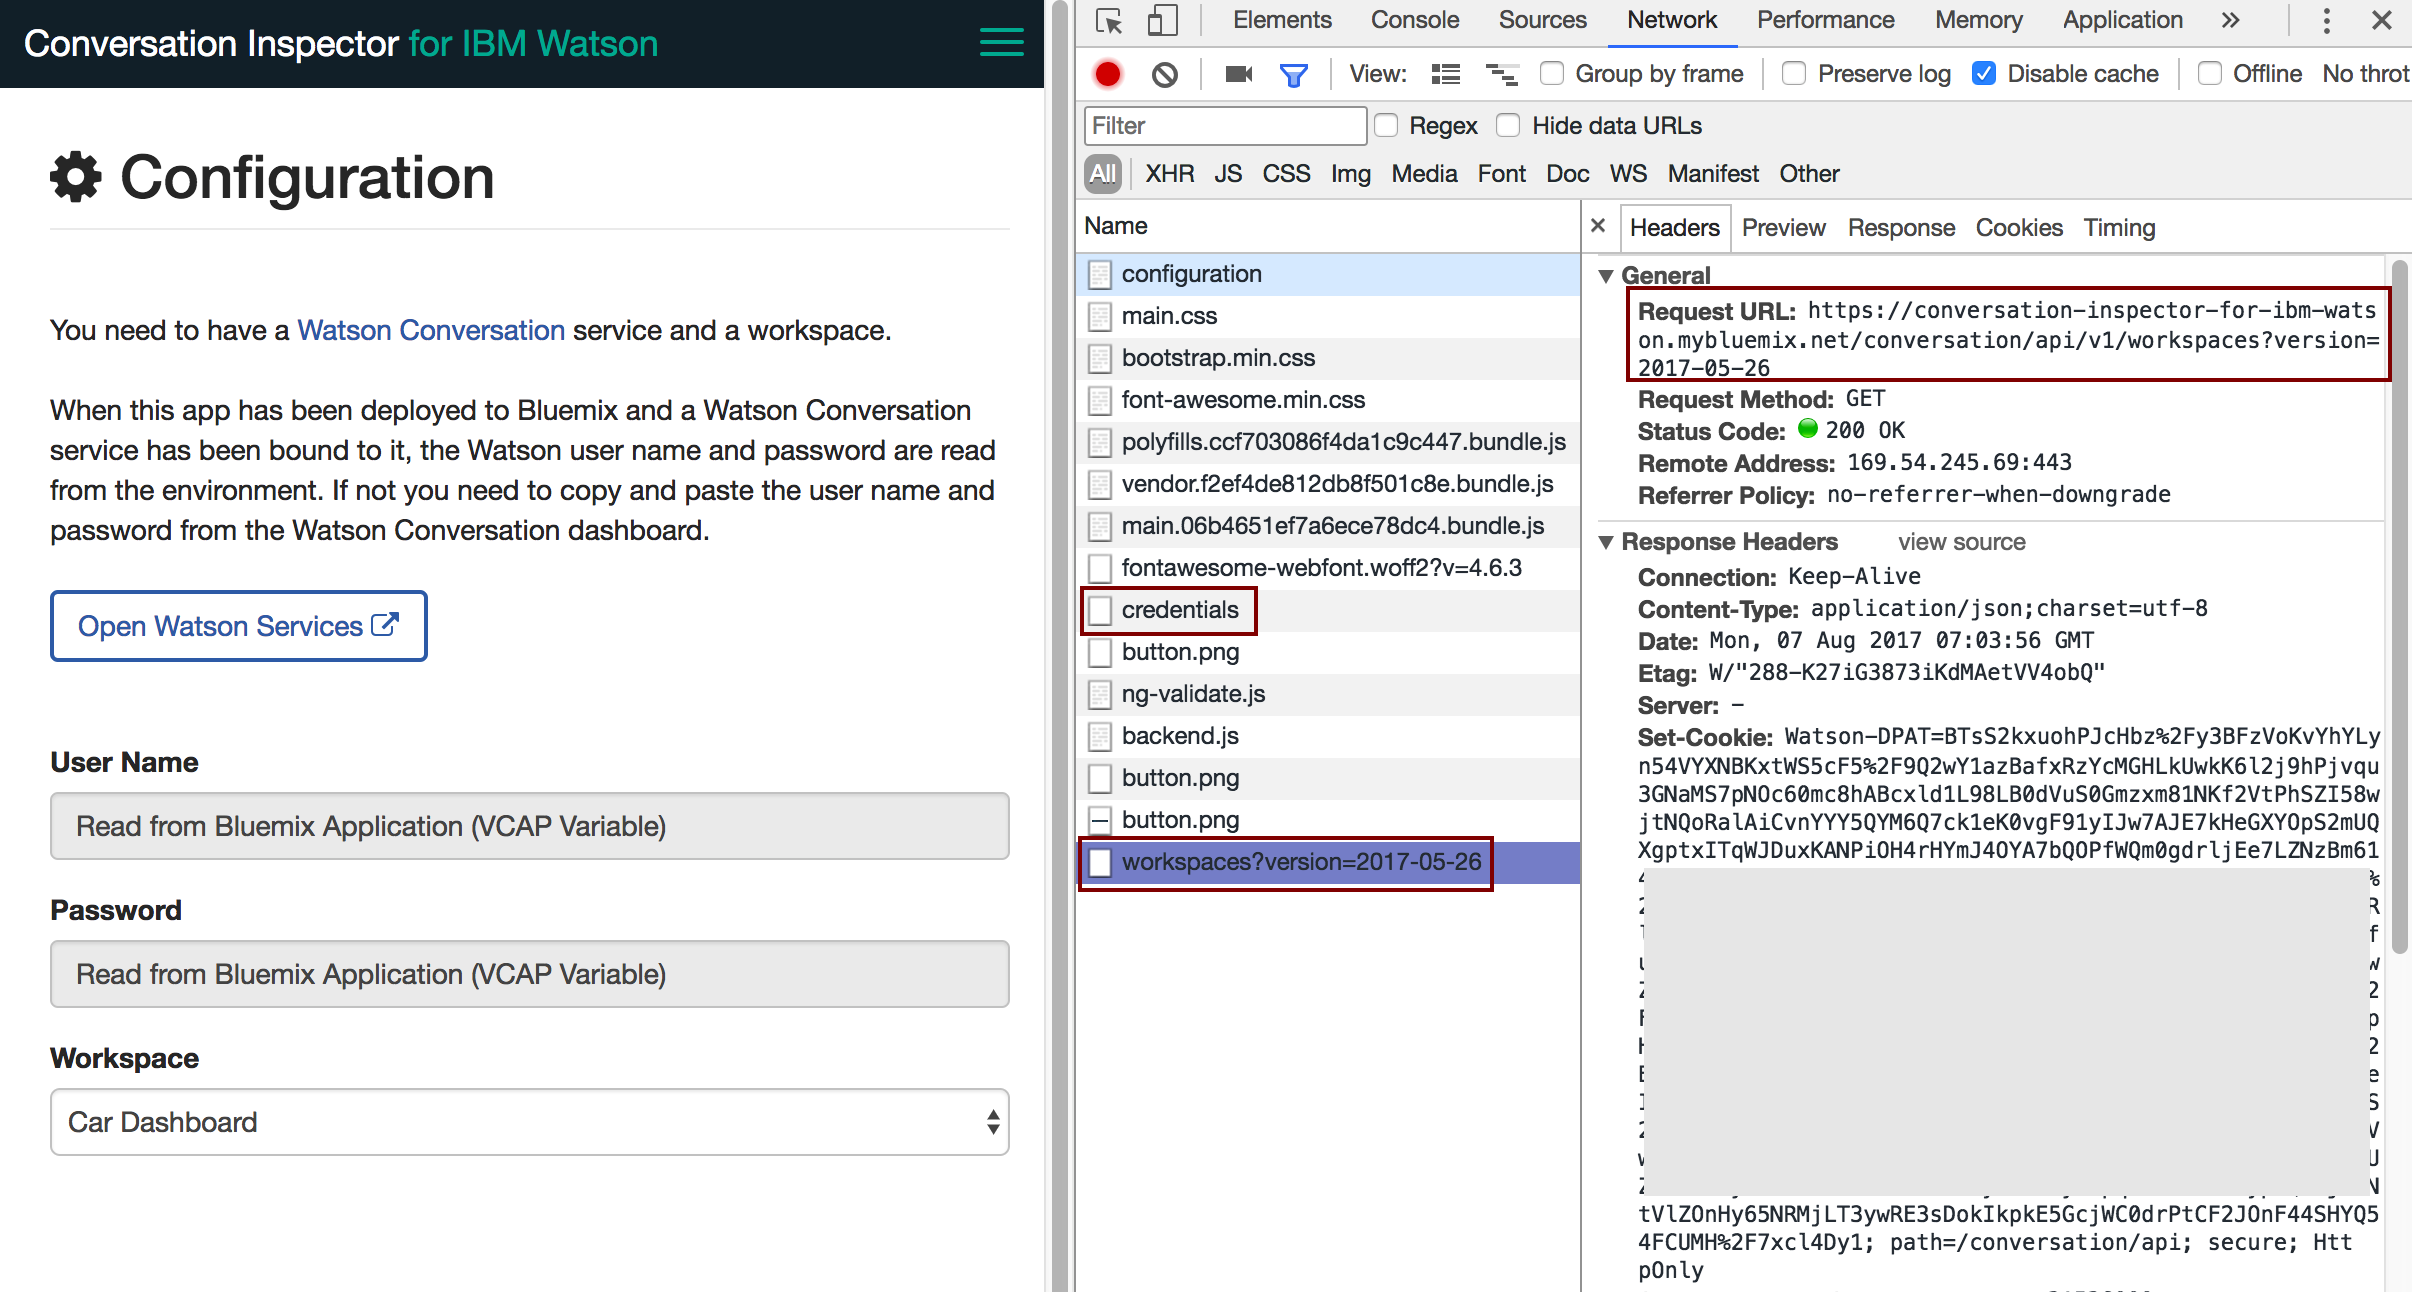 Conversation Inspector for IBM Watson
Configuration
You need to have a Watson Conversation service and a workspace.
When this app has been deployed to Bluemix and a Watson Conversation
service has been bound to it, the Watson user name and password are read
from the environment. If not you need to copy and paste the user name and
password from the Watson Conversation dashboard.
Open Watson Services
User Name
Read from Bluemix Application (VCAP Variable)
Password
Read from Bluemix Application (VCAP Variable)
Workspace
Car Dashboard
Elements Console Sources Network Performance Memory Application »
View: Group by frame Preserve log Disable cache Offline No throt
Filter Regex Hide data URLs
All XHR JS CSS Img Media Font Doc WS Manifest Other
Name
configuration
main.css
bootstrap.min.css
font-awesome.min.css
polyfills.ccf703086f4da1c9c447.bundle.js
vendor.f2ef4de812db8f501c8e.bundle.js
main.06b4651ef7a6ece78dc4.bundle.js
fontawesome-webfont.woff2?v=4.6.3
credentials
button.png
ng-validate.js
backend.js
button.png
button.png
workspaces?version=2017-05-26
× Headers Preview Response Cookies Timing
General
Request URL: https://conversation-inspector-for-ibm-wats
on.mybluemix.net/conversation/api/v1/workspaces?version=
2017-05-26
Request Method: GET
Status Code: 200 OK
Remote Address: 169.54.245.69:443
Referrer Policy: no-referrer-when-downgrade
Response Headers view source
Connection: Keep-Alive
Content-Type: application/json;charset=utf-8
Date: Mon, 07 Aug 2017 07:03:56 GMT
Etag: W/"288-K27iG3873iKdMAetVV4obQ"
Server: –
Set-Cookie: Watson-DPAT=BTsS2kxuohPJcHbz%2Fy3BFzVoKvYhYLy
n54VYXNBKxtWS5cF5%2F9Q2wY1azBafxRzYcMGHLkUwkK6l2j9hPjvqu
3GNaMS7pNOc60mc8hABcxld1L98LB0dVuS0Gmzxm81NKf2VtPhSZI58w
jtNQoRalAiCvnYYY5QYM6Q7ck1eK0vgF91yIJw7AJE7kHeGXYOpS2mUQ
XgptxITqWJDuxKANPiOH4rHYmJ4OYA7bQOPfWQm0gdrljEe7LZNzBm61
tVlZOnHy65NRMjLT3ywRE3sDokIkpkE5GcjWC0drPtCF2JOnF44SHYQ5
4FCUMH%2F7xcl4Dy1; path=/conversation/api; secure; Htt
pOnly